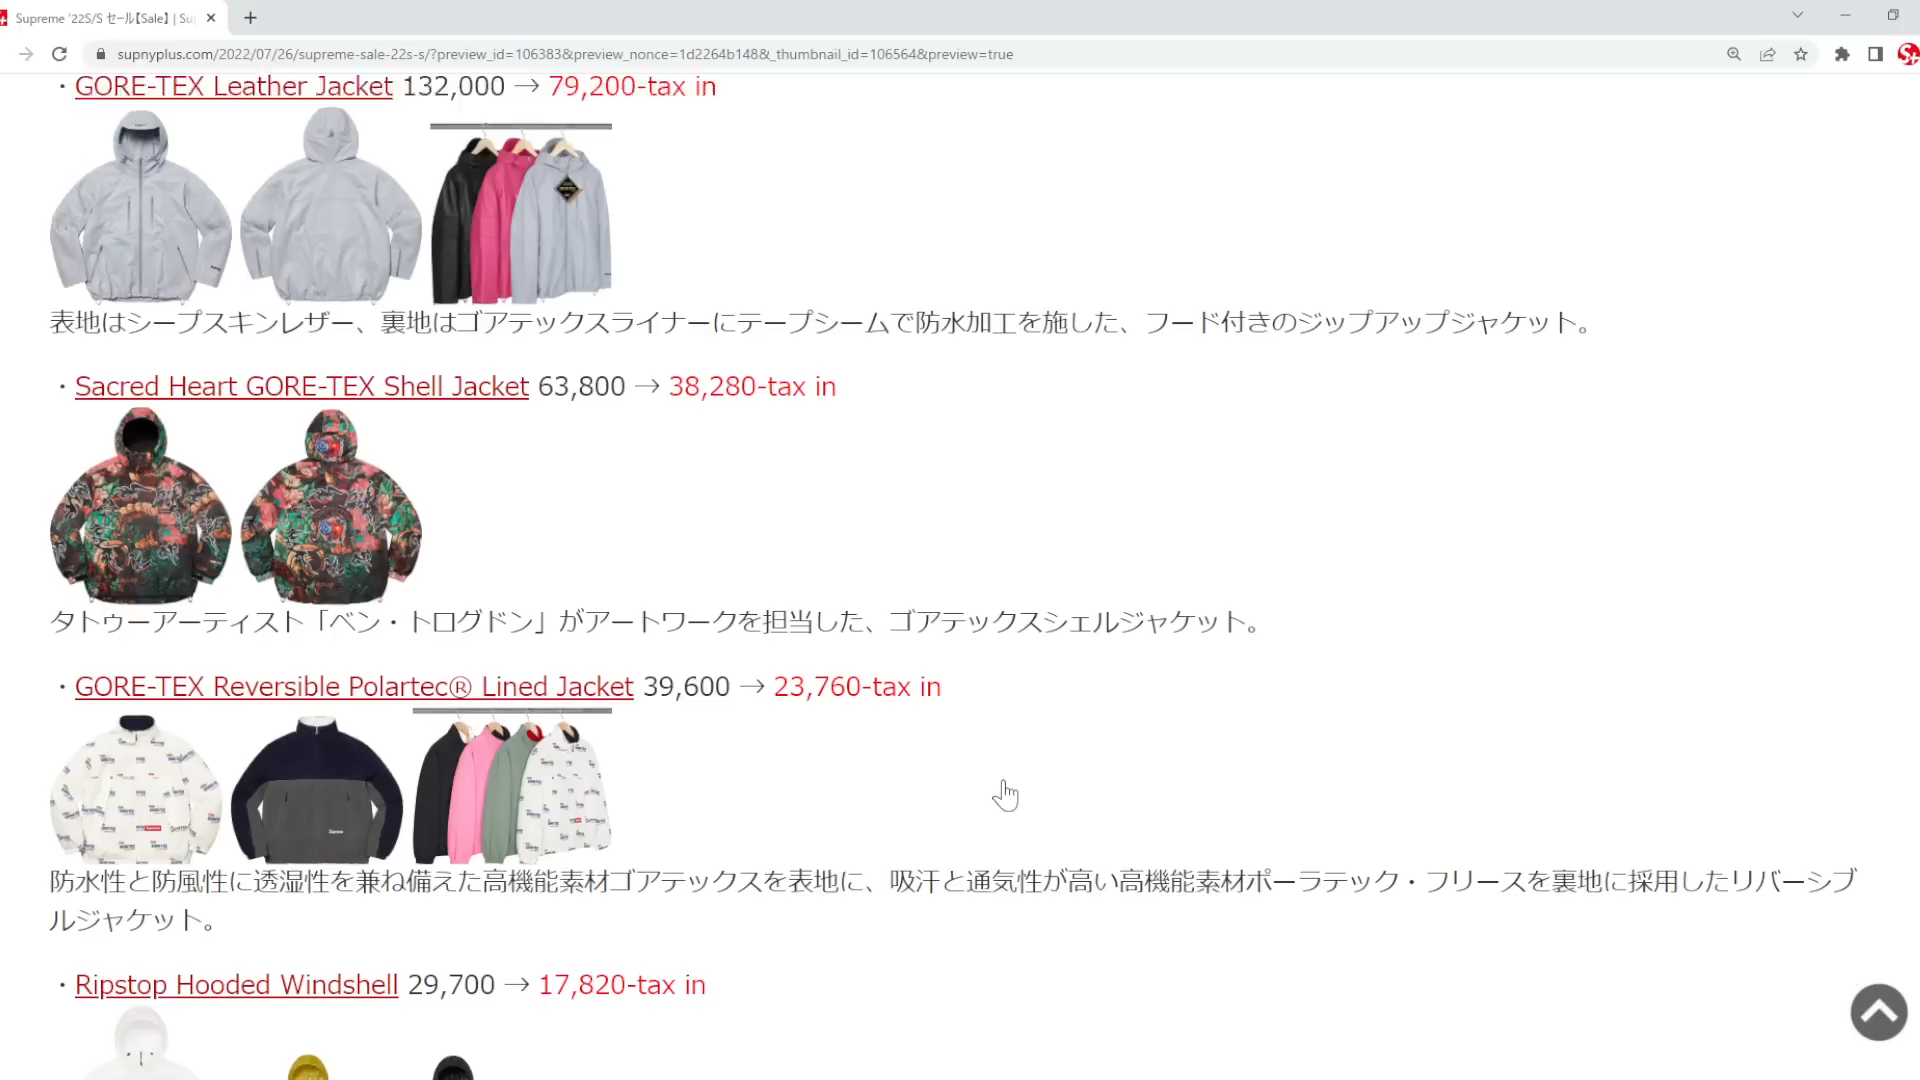 Supreme '22S/S セール【Sale】 | Su
supnyplus.com/2022/07/26/supreme-sale-22s-s/?preview_id=106383&preview_nonce=1d2264b148&_thumbnail_id=106564&preview=true
・GORE-TEX Leather Jacket 132,000 → 79,200-tax in
表地はシープスキンレザー、裏地はゴアテックスライナーにテープシームで防水加工を施した、フード付きのジップアップジャケット。
・Sacred Heart GORE-TEX Shell Jacket 63,800 → 38,280-tax in
タトゥーアーティスト「ベン・トログドン」がアートワークを担当した、ゴアテックスシェルジャケット。
・GORE-TEX Reversible Polartec® Lined Jacket 39,600 → 23,760-tax in
防水性と防風性に透湿性を兼ね備えた高機能素材ゴアテックスを表地に、吸汗と通気性が高い高機能素材ポーラテック・フリースを裏地に採用したリバーシブ
ルジャケット。
・Ripstop Hooded Windshell 29,700 → 17,820-tax in